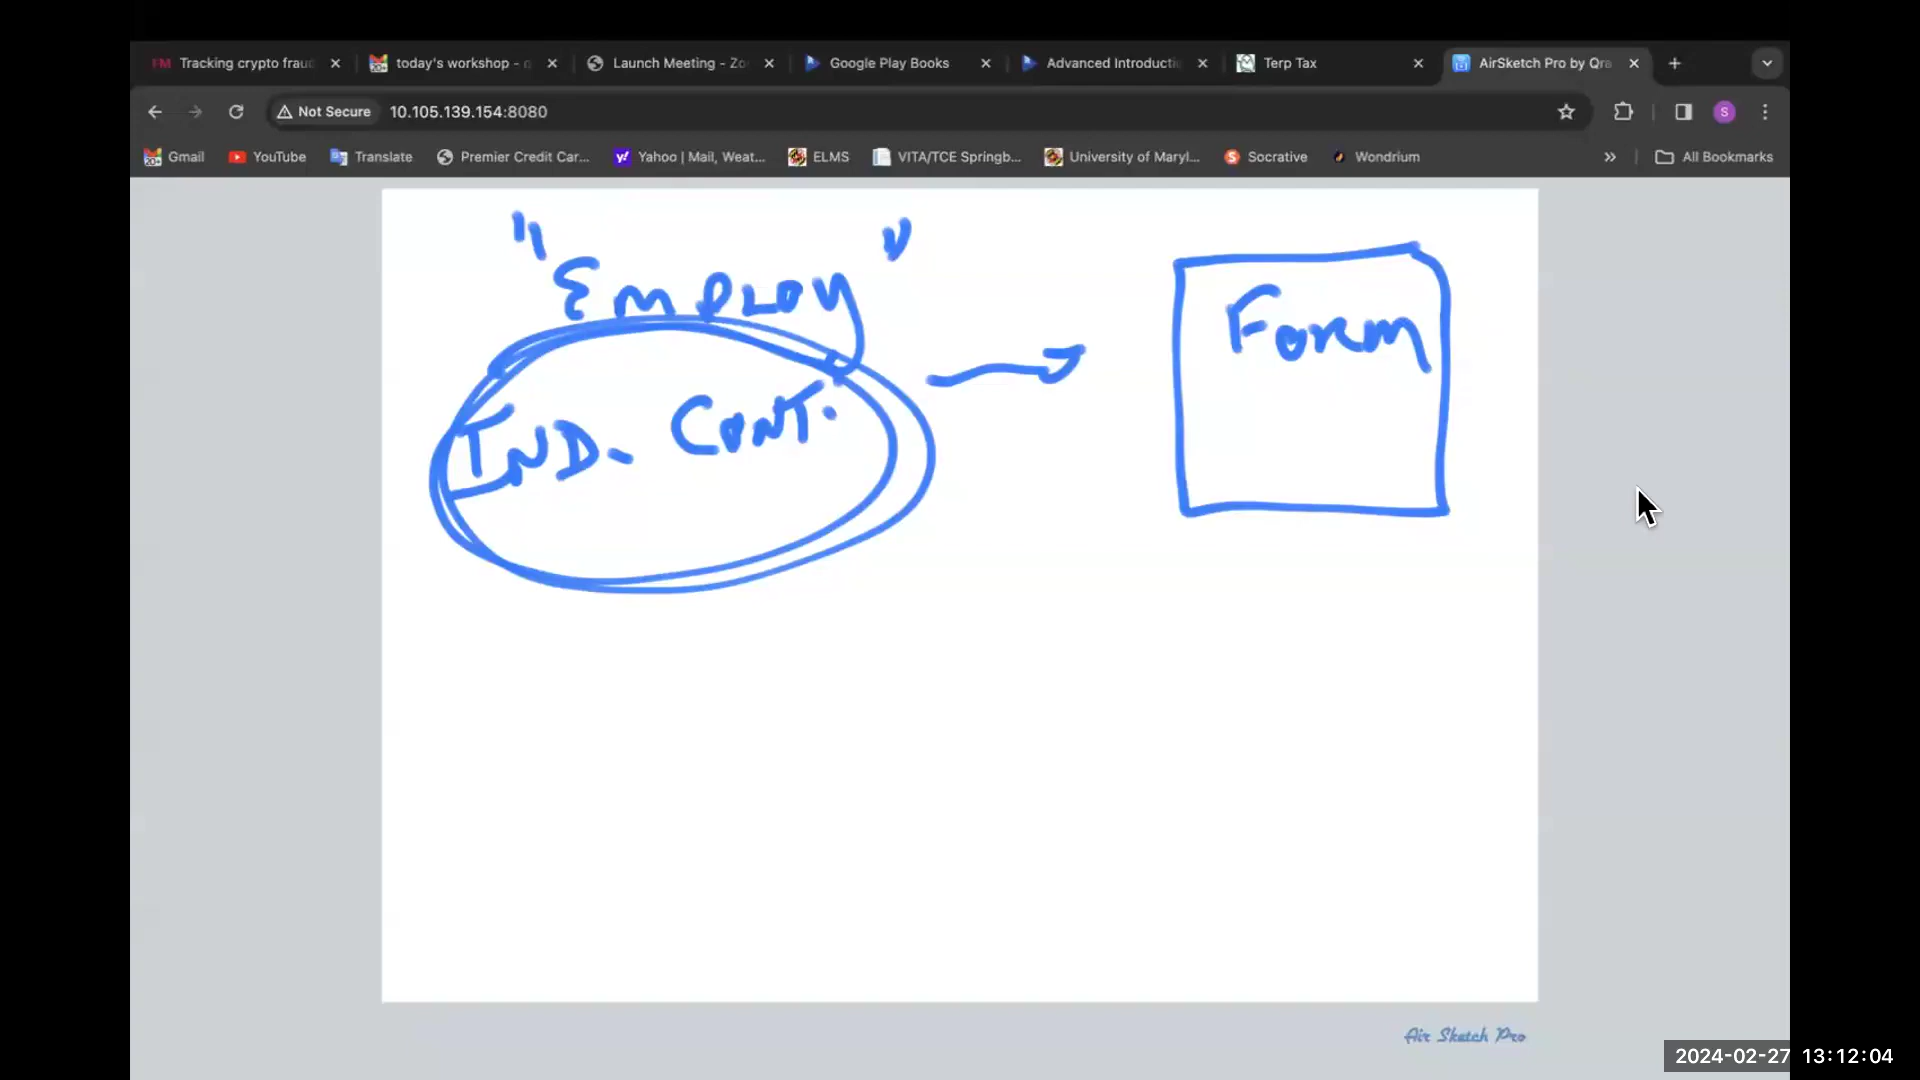 FM Tracking crypto fraud
today's workshop - c
Launch Meeting - Zo
Google Play Books
Advanced Introducti
Terp Tax
AirSketch Pro by Qra
Not Secure 10.105.139.154:8080
S
Gmail YouTube Translate Premier Credit Car... Yahoo | Mail, Weat... ELMS VITA/TCE Springb... University of Maryl... Socrative Wondrium » All Bookmarks
"Employ"
IND. CONT.
Form
Air Sketch Pro
2024-02-27 13:12:04